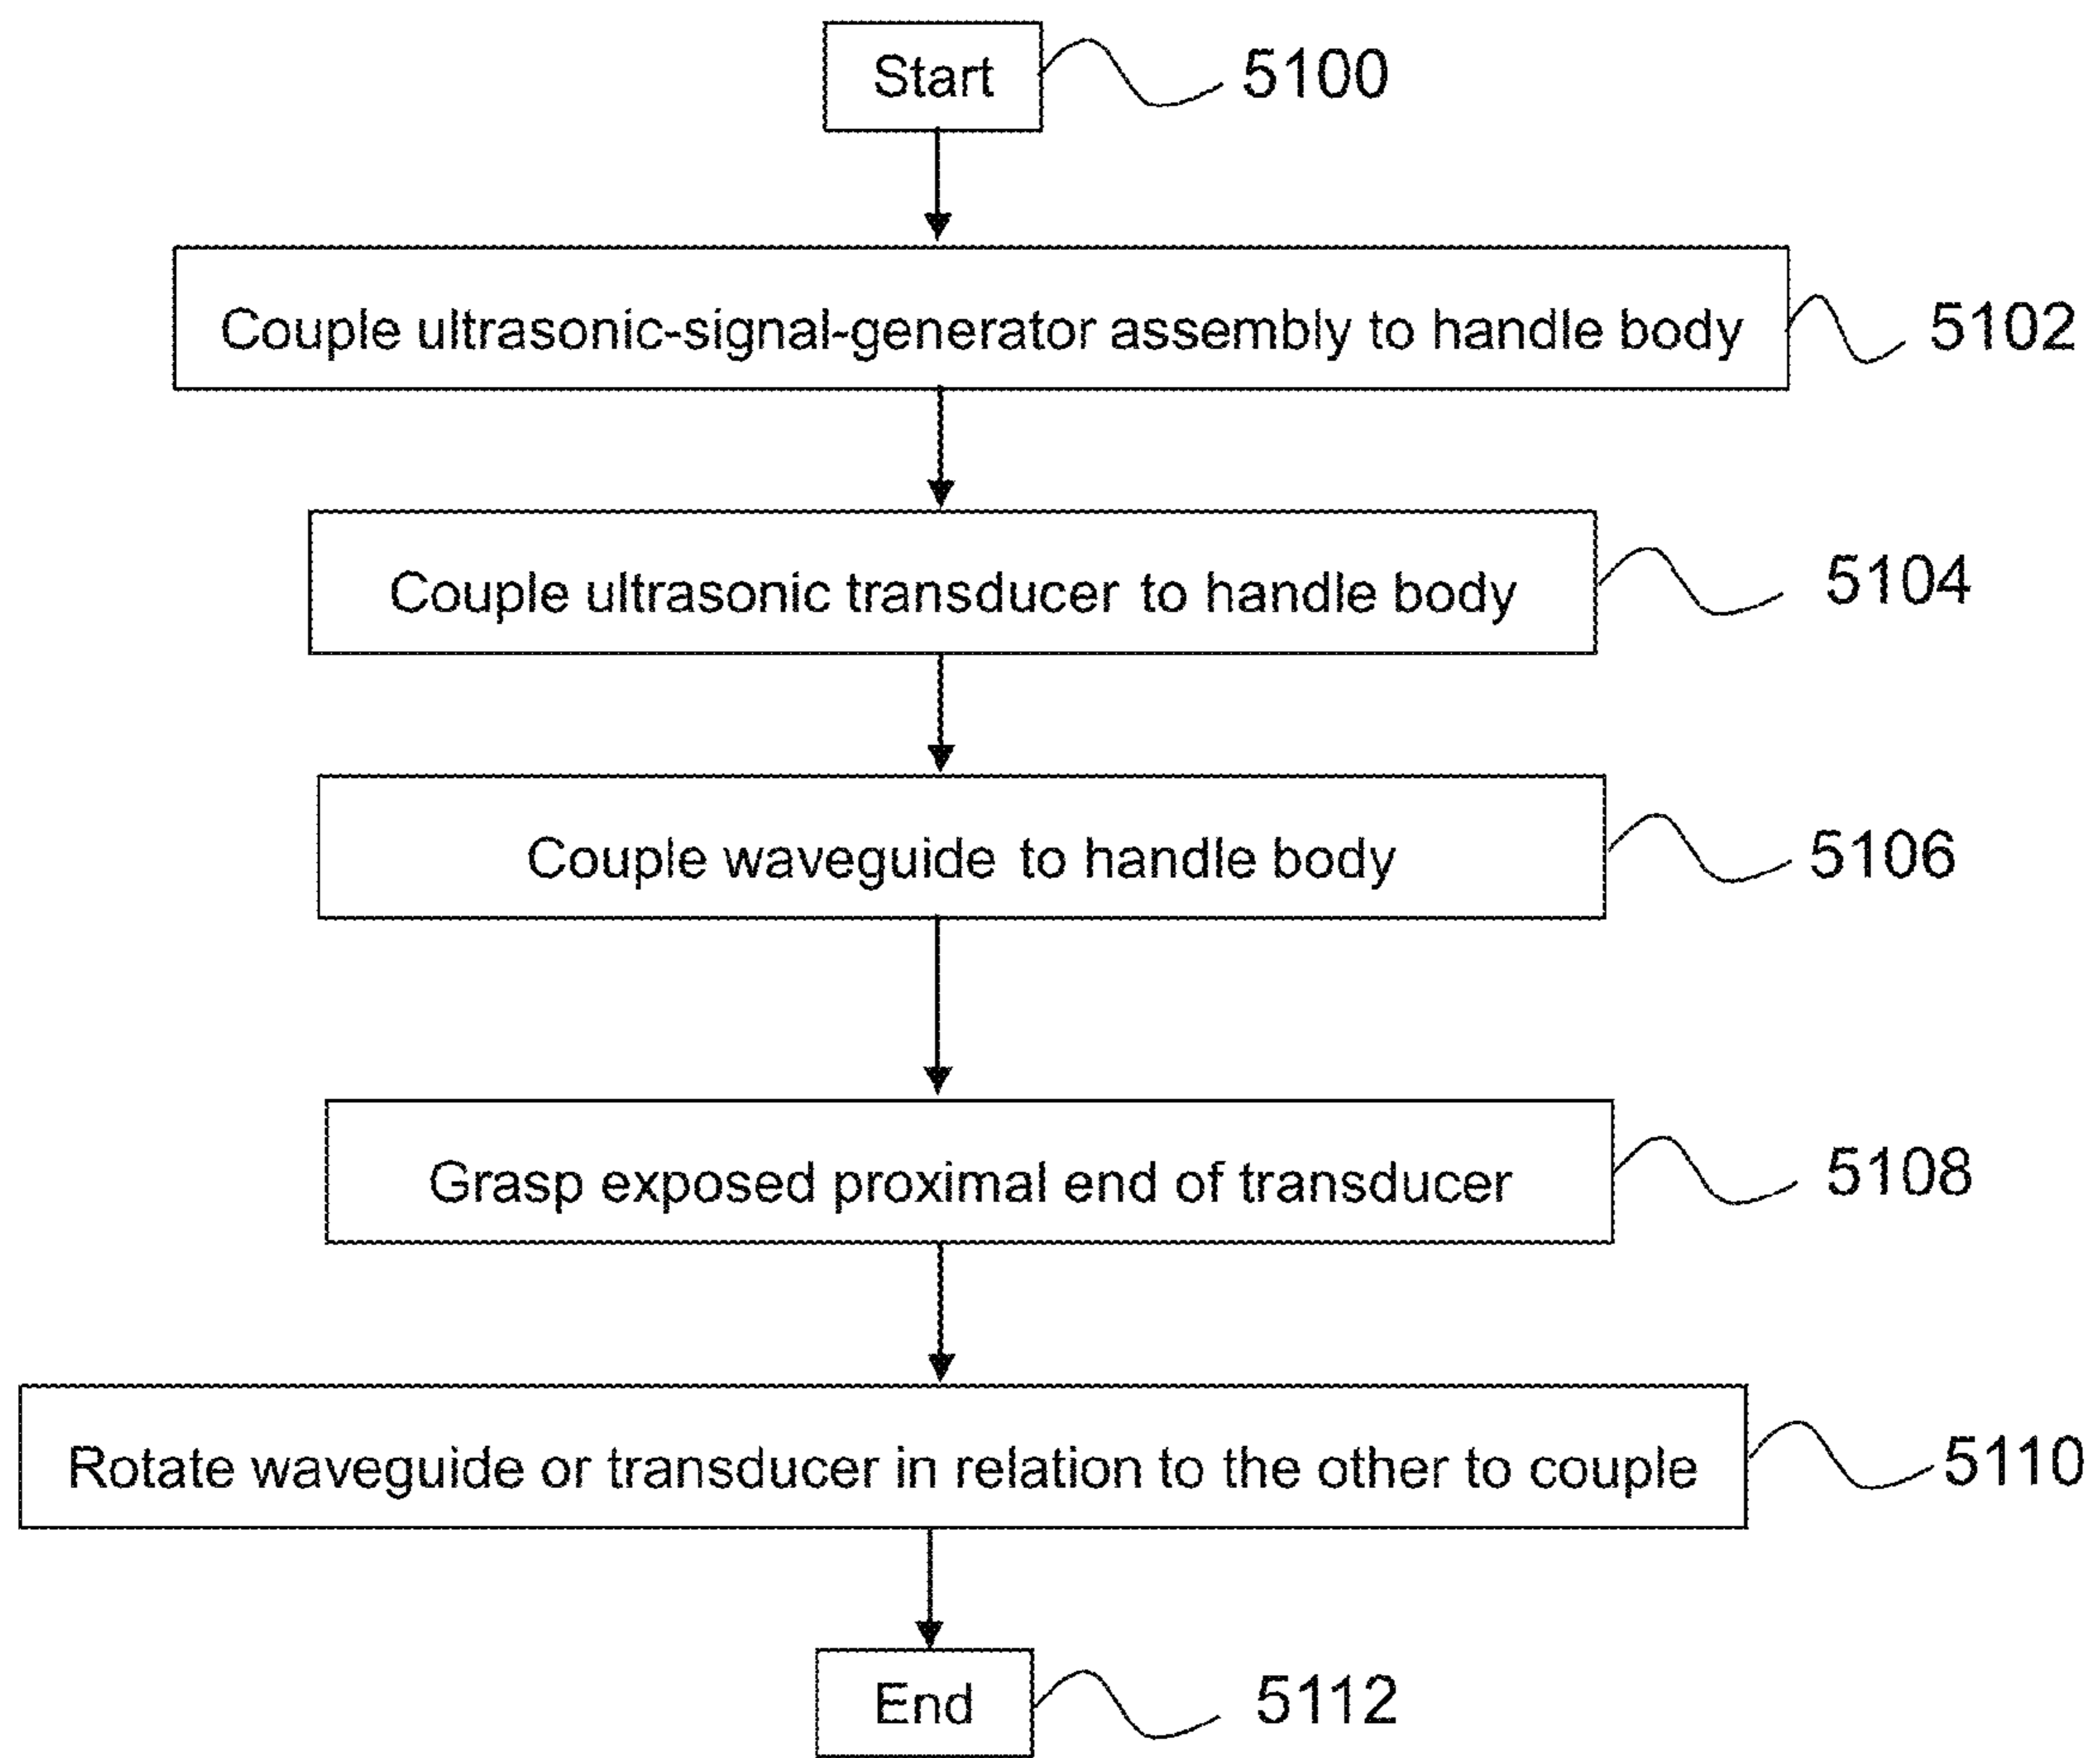 Start 5100
Couple ultrasonic-signal-generator assembly to handle body 5102
Couple ultrasonic transducer to handle body 5104
Couple waveguide to handle body 5106
Grasp exposed proximal end of transducer 5108
Rotate waveguide or transducer in relation to the other to couple 5110
End 5112